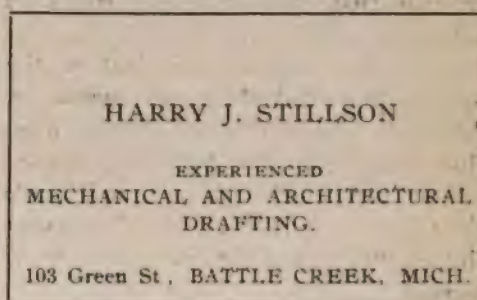 HARRY J. STILLSON
EXPERIENCED
MECHANICAL AND ARCHITECTURAL
DRAFTING.
103 Green St , BATTLE CREEK, MICH.